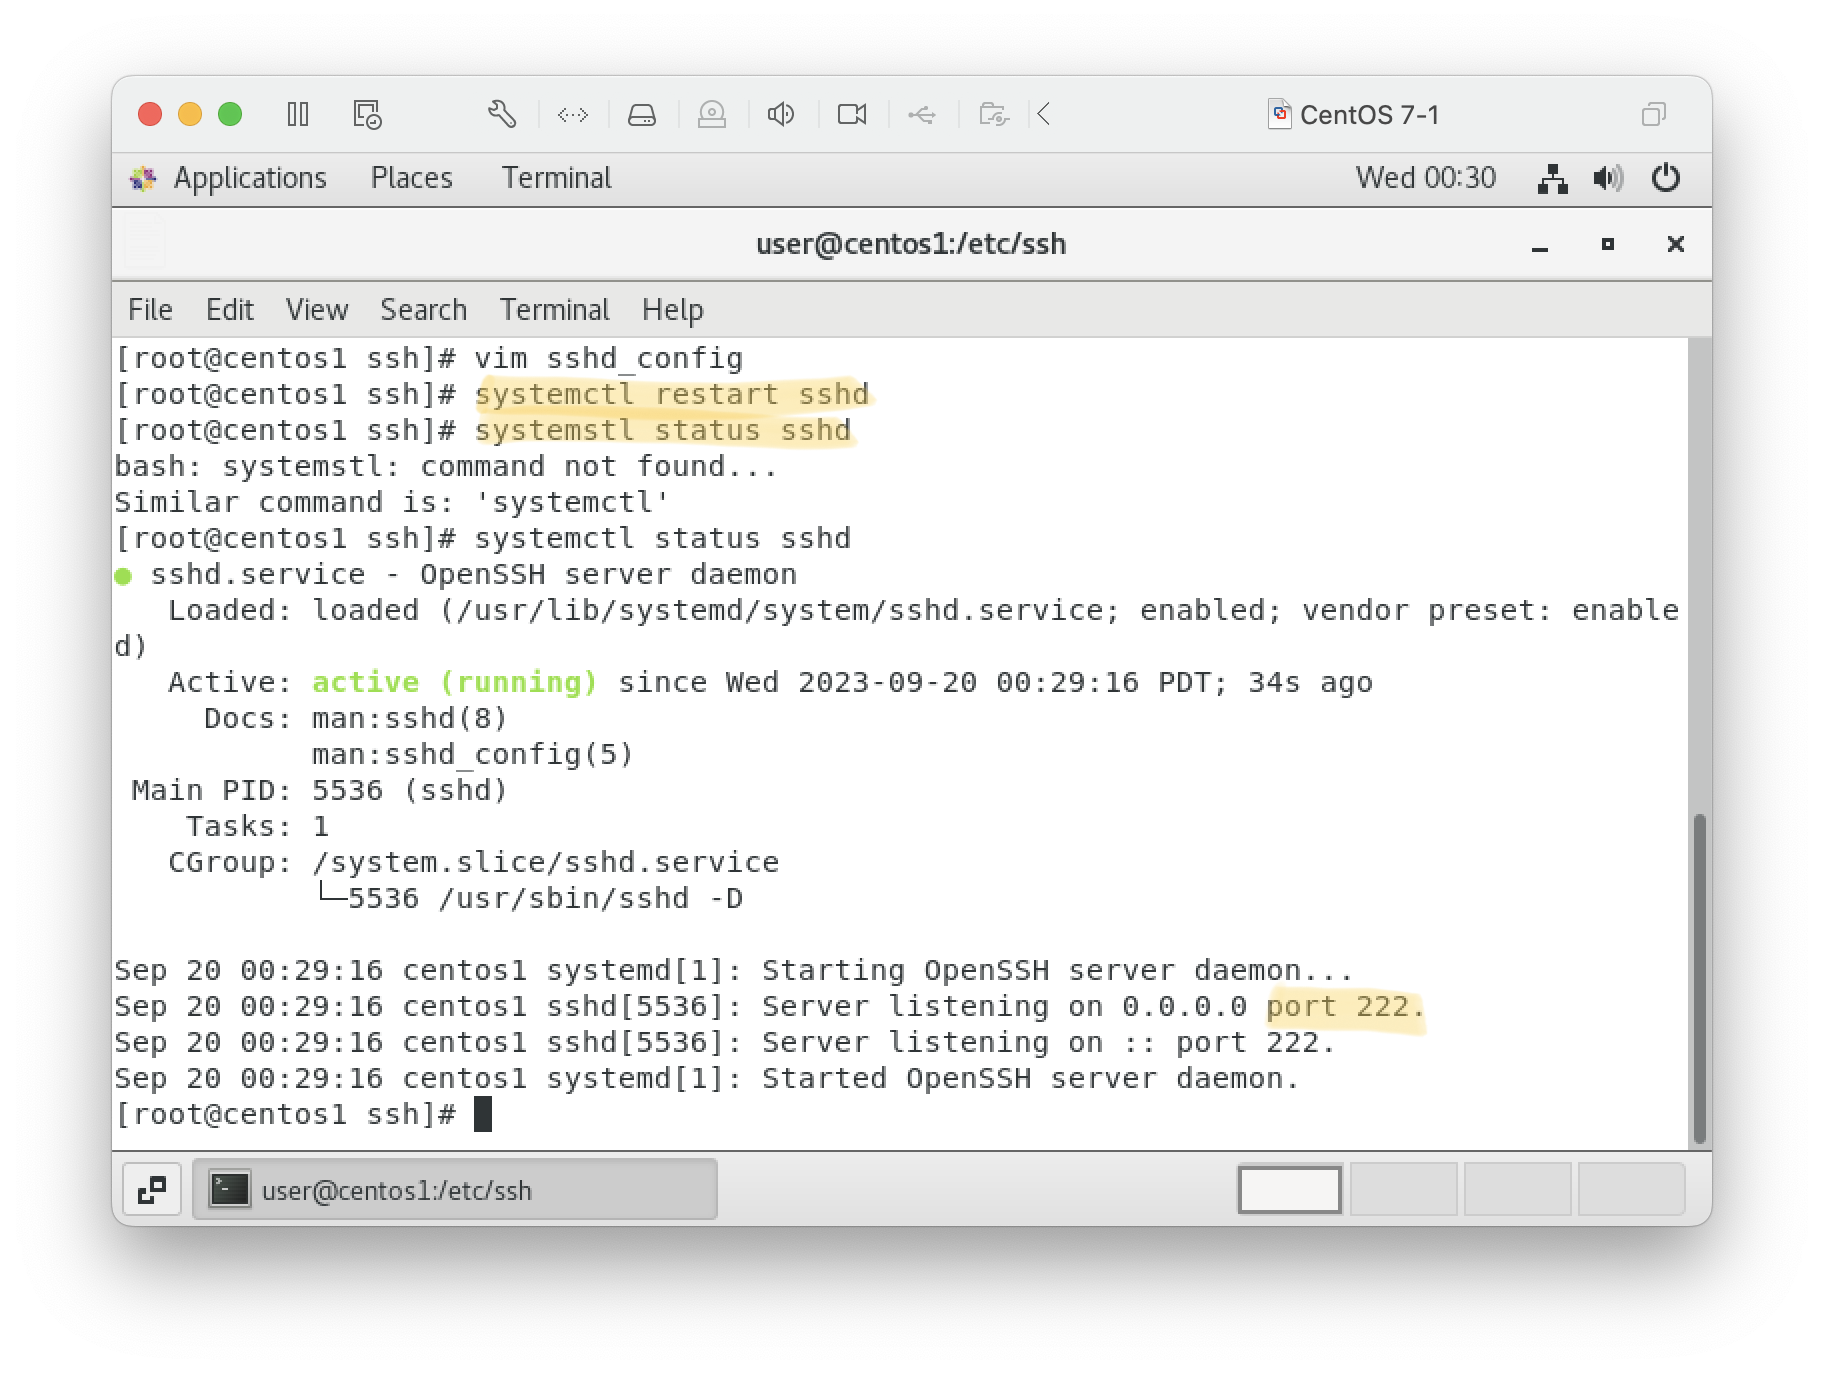 CentOS 7-1
Applications Places Terminal Wed 00:30
user@centos1:/etc/ssh
File Edit View Search Terminal Help
[root@centos1 ssh]# vim sshd_config
[root@centos1 ssh]# systemctl restart sshd
[root@centos1 ssh]# systemstl status sshd
bash: systemstl: command not found...
Similar command is: 'systemctl'
[root@centos1 ssh]# systemctl status sshd
● sshd.service - OpenSSH server daemon
   Loaded: loaded (/usr/lib/systemd/system/sshd.service; enabled; vendor preset: enable
d)
   Active: active (running) since Wed 2023-09-20 00:29:16 PDT; 34s ago
     Docs: man:sshd(8)
           man:sshd_config(5)
 Main PID: 5536 (sshd)
    Tasks: 1
   CGroup: /system.slice/sshd.service
           └─5536 /usr/sbin/sshd -D
Sep 20 00:29:16 centos1 systemd[1]: Starting OpenSSH server daemon...
Sep 20 00:29:16 centos1 sshd[5536]: Server listening on 0.0.0.0 port 222.
Sep 20 00:29:16 centos1 sshd[5536]: Server listening on :: port 222.
Sep 20 00:29:16 centos1 systemd[1]: Started OpenSSH server daemon.
[root@centos1 ssh]#
user@centos1:/etc/ssh